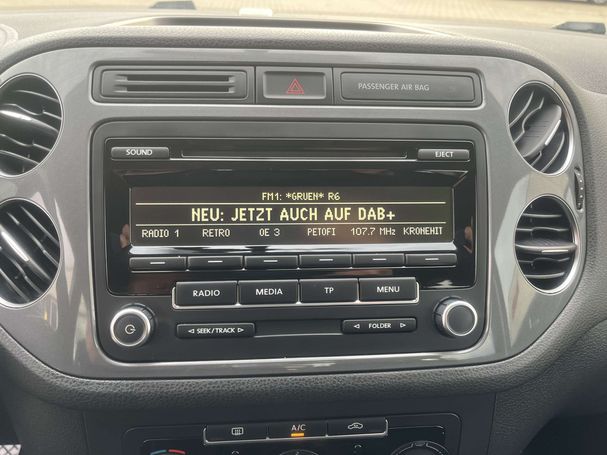 PASSENGER AIR BAG
SOUND
EJECT
FM1: *GRUEN* R6
NEU: JETZT AUCH AUF DAB+
RADIO 1 RETRO OE 3 PETOFI 107.7 MHz KRONEHIT
RADIO MEDIA TP MENU
◁ SEEK/TRACK ▷ ◁ FOLDER ▷
A/C